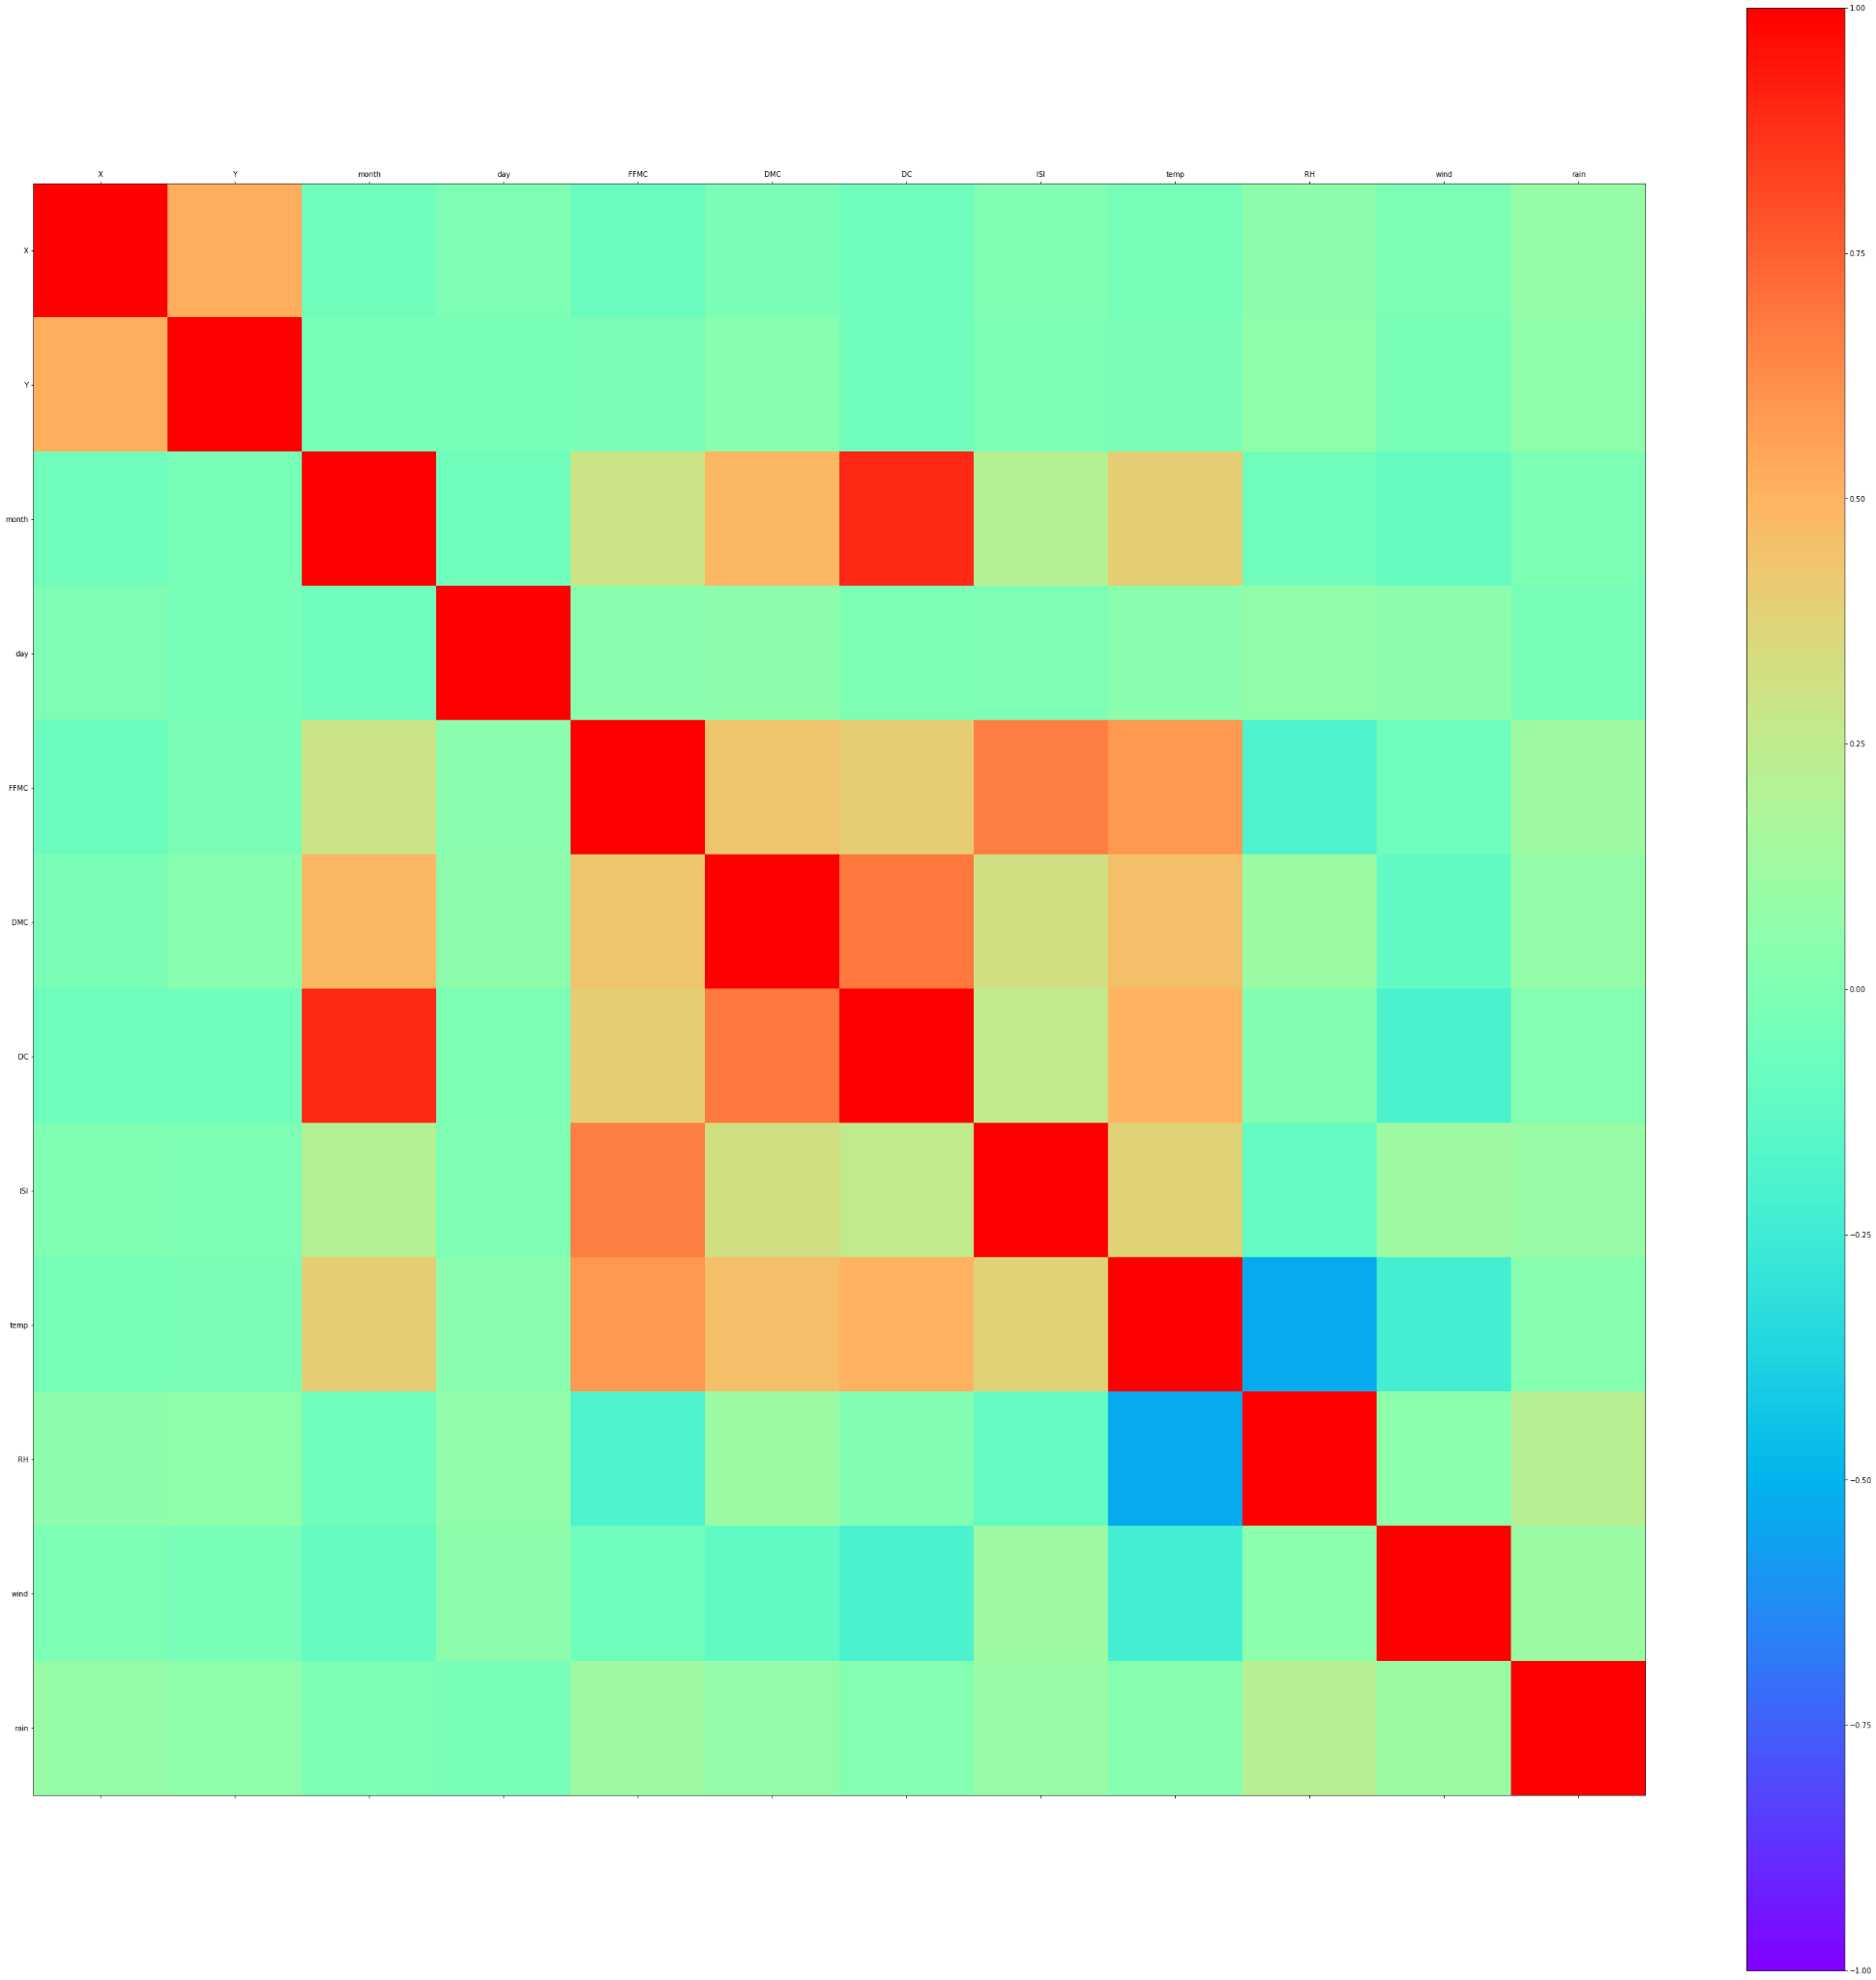 1.00
X Y month day FFMC DMC DC ISI temp RH wind rain
X
0.75
Y
0.50
month
day
0.25
FFMC
DMC
0.00
DC
ISI
−0.25
temp
RH
−0.50
wind
rain
−0.75
−1.00